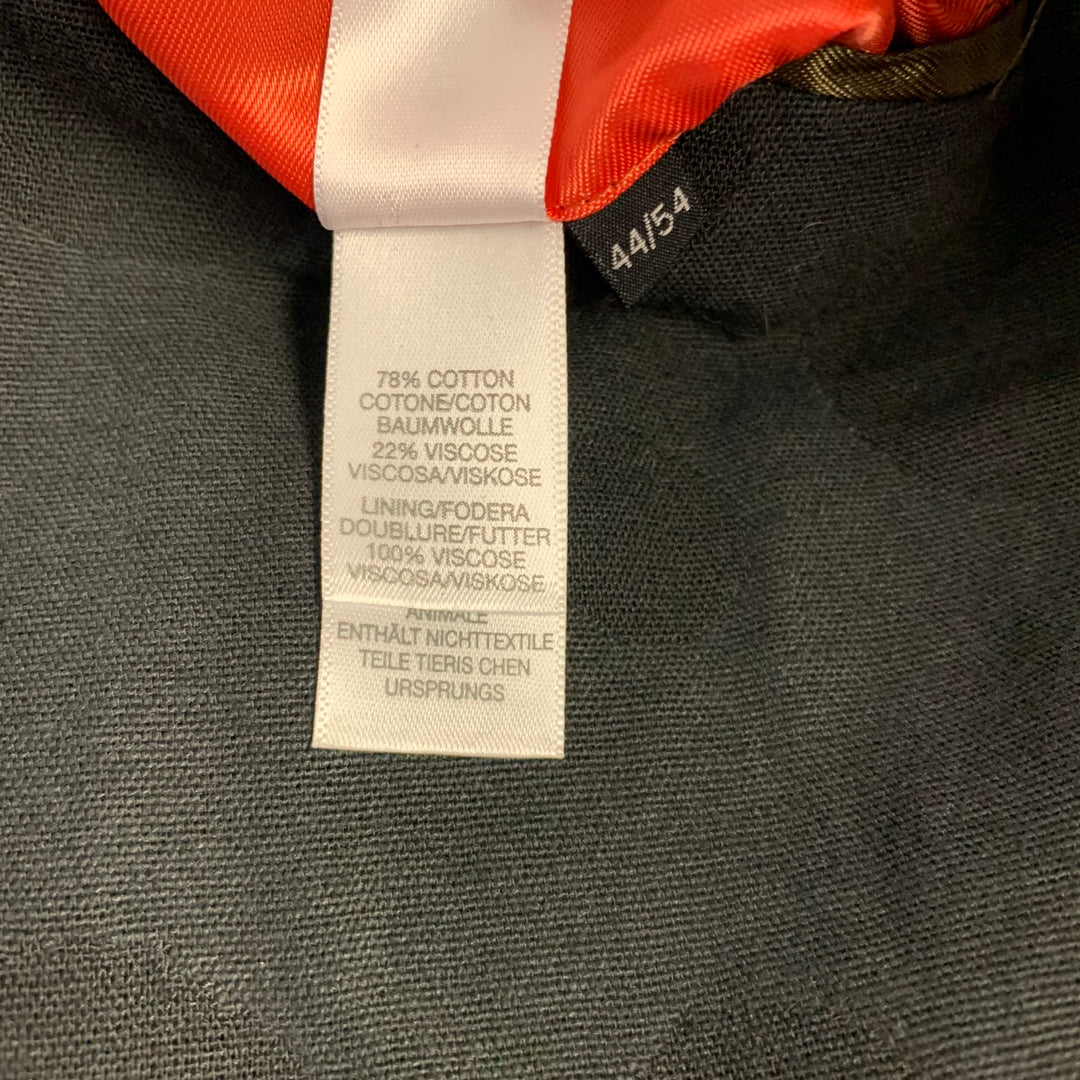 44/54
78% COTTON
COTONE/COTON
BAUMWOLLE
22% VISCOSE
VISCOSA/VISKOSE
LINING/FODERA
DOUBLURE/FUTTER
100% VISCOSE
VISCOSA/VISKOSE
ANIMALE
ENTHÄLT NICHTTEXTILE
TEILE TIERIS CHEN
URSPRUNGS